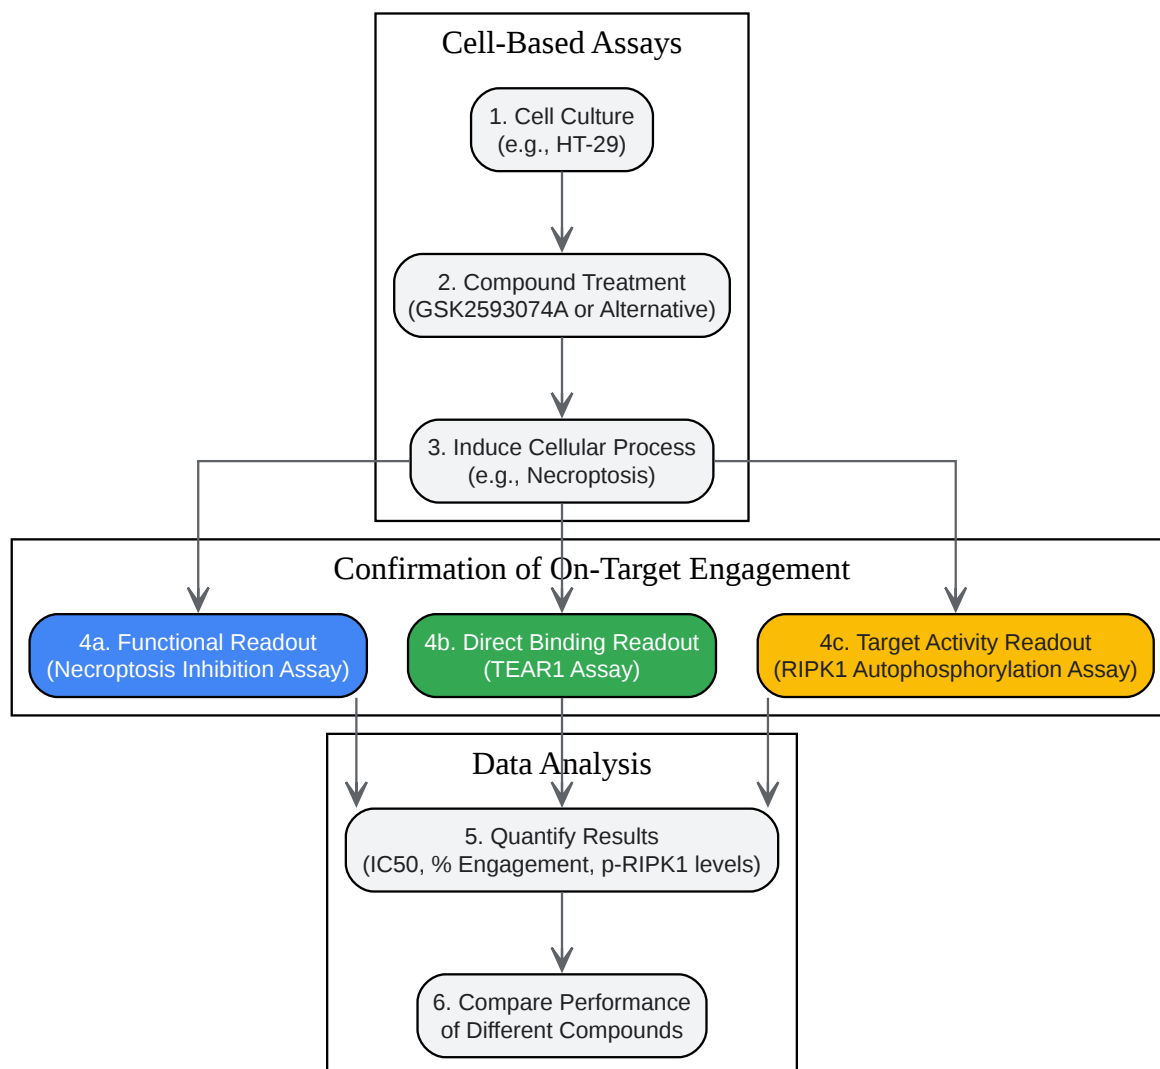 Cell-Based Assays
1. Cell Culture
(e.g., HT-29)
2. Compound Treatment
(GSK2593074A or Alternative)
3. Induce Cellular Process
(e.g., Necroptosis)
Confirmation of On-Target Engagement
4a. Functional Readout
(Necroptosis Inhibition Assay)
4b. Direct Binding Readout
(TEAR1 Assay)
4c. Target Activity Readout
(RIPK1 Autophosphorylation Assay)
Data Analysis
5. Quantify Results
(IC50, % Engagement, p-RIPK1 levels)
6. Compare Performance
of Different Compounds